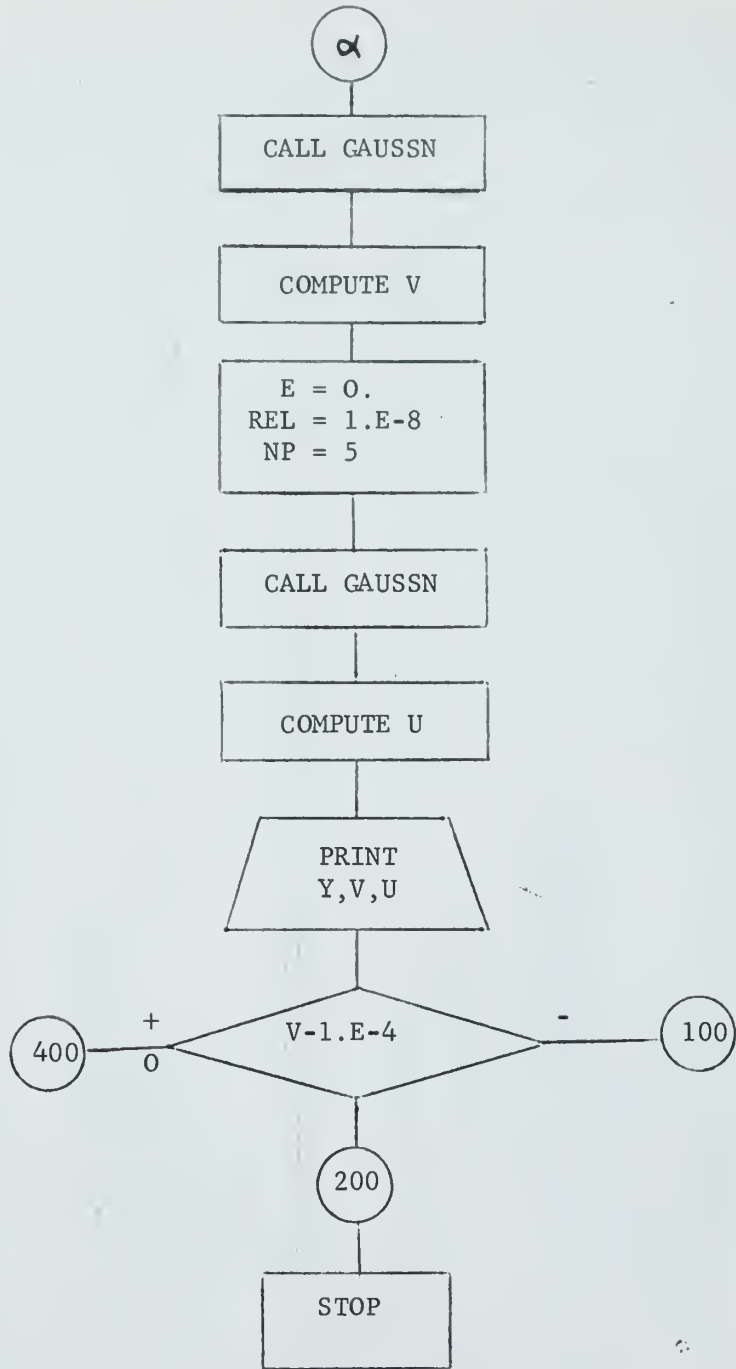 α
CALL GAUSSN
COMPUTE V
E = 0.
REL = 1.E-8
NP = 5
CALL GAUSSN
COMPUTE U
PRINT
Y,V,U
+
-
400
O
V-1.E-4
100
200
STOP